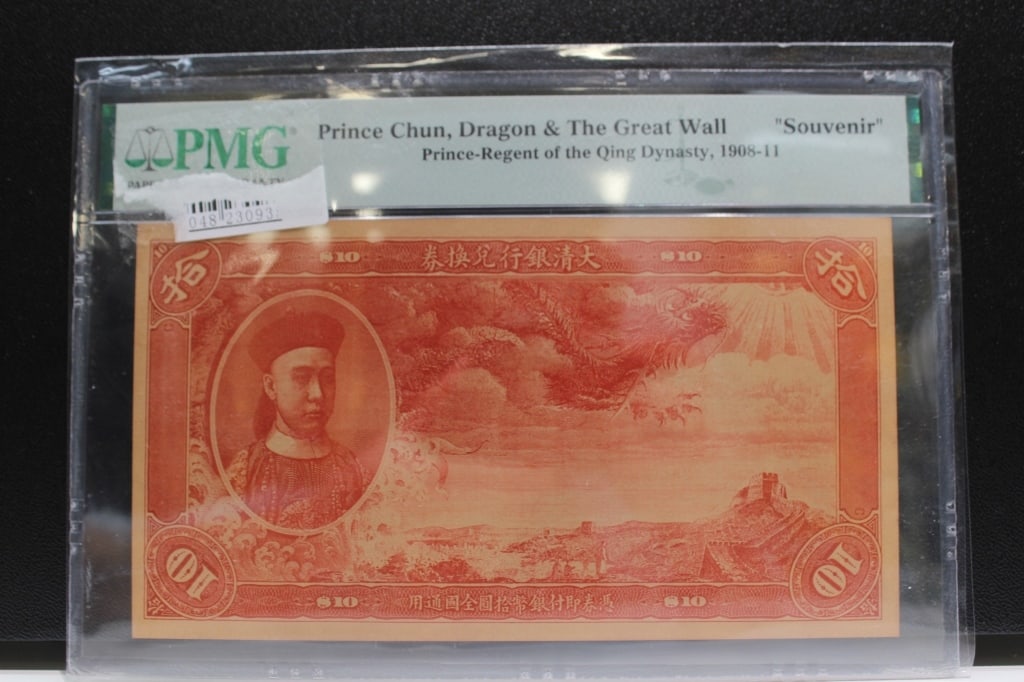 PMG
Prince Chun, Dragon & The Great Wall "Souvenir"
Prince-Regent of the Qing Dynasty, 1908-11
048 23093
拾 $10 券換兌行銀清大 $10 拾
10 $10 用通國全圓拾幣銀付即券憑 $10 10